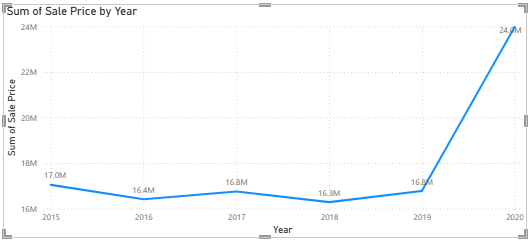 Sum of Sale Price by Year
24M
24.0M
22M
20M
18M
17.0M
16.4M
16.8M
16.3M
16.8M
16M
Sum of Sale Price
2015 2016 2017 2018 2019 2020
Year